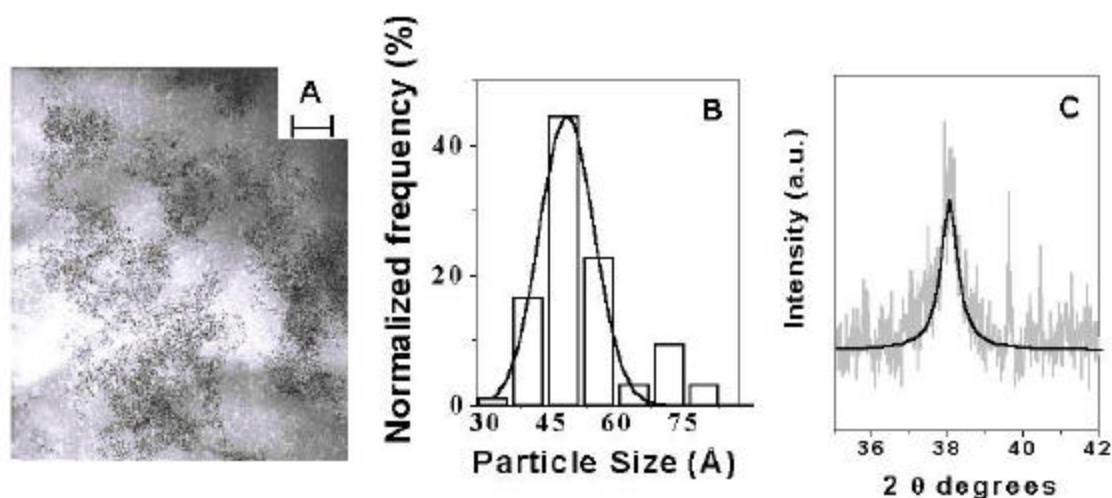 A
Normalized frequency (%)
B
40
20
0
30 45 60 75
Particle Size (Å)
Intensity (a.u.)
C
36 38 40 42
2 θ degrees